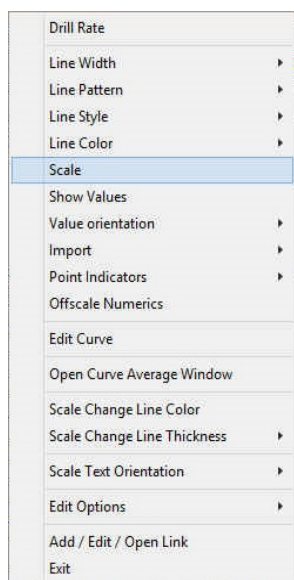 Drill Rate
Line Width
Line Pattern
Line Style
Line Color
Scale
Show Values
Value orientation
Import
Point Indicators
Offscale Numerics
Edit Curve
Open Curve Average Window
Scale Change Line Color
Scale Change Line Thickness
Scale Text Orientation
Edit Options
Add / Edit / Open Link
Exit